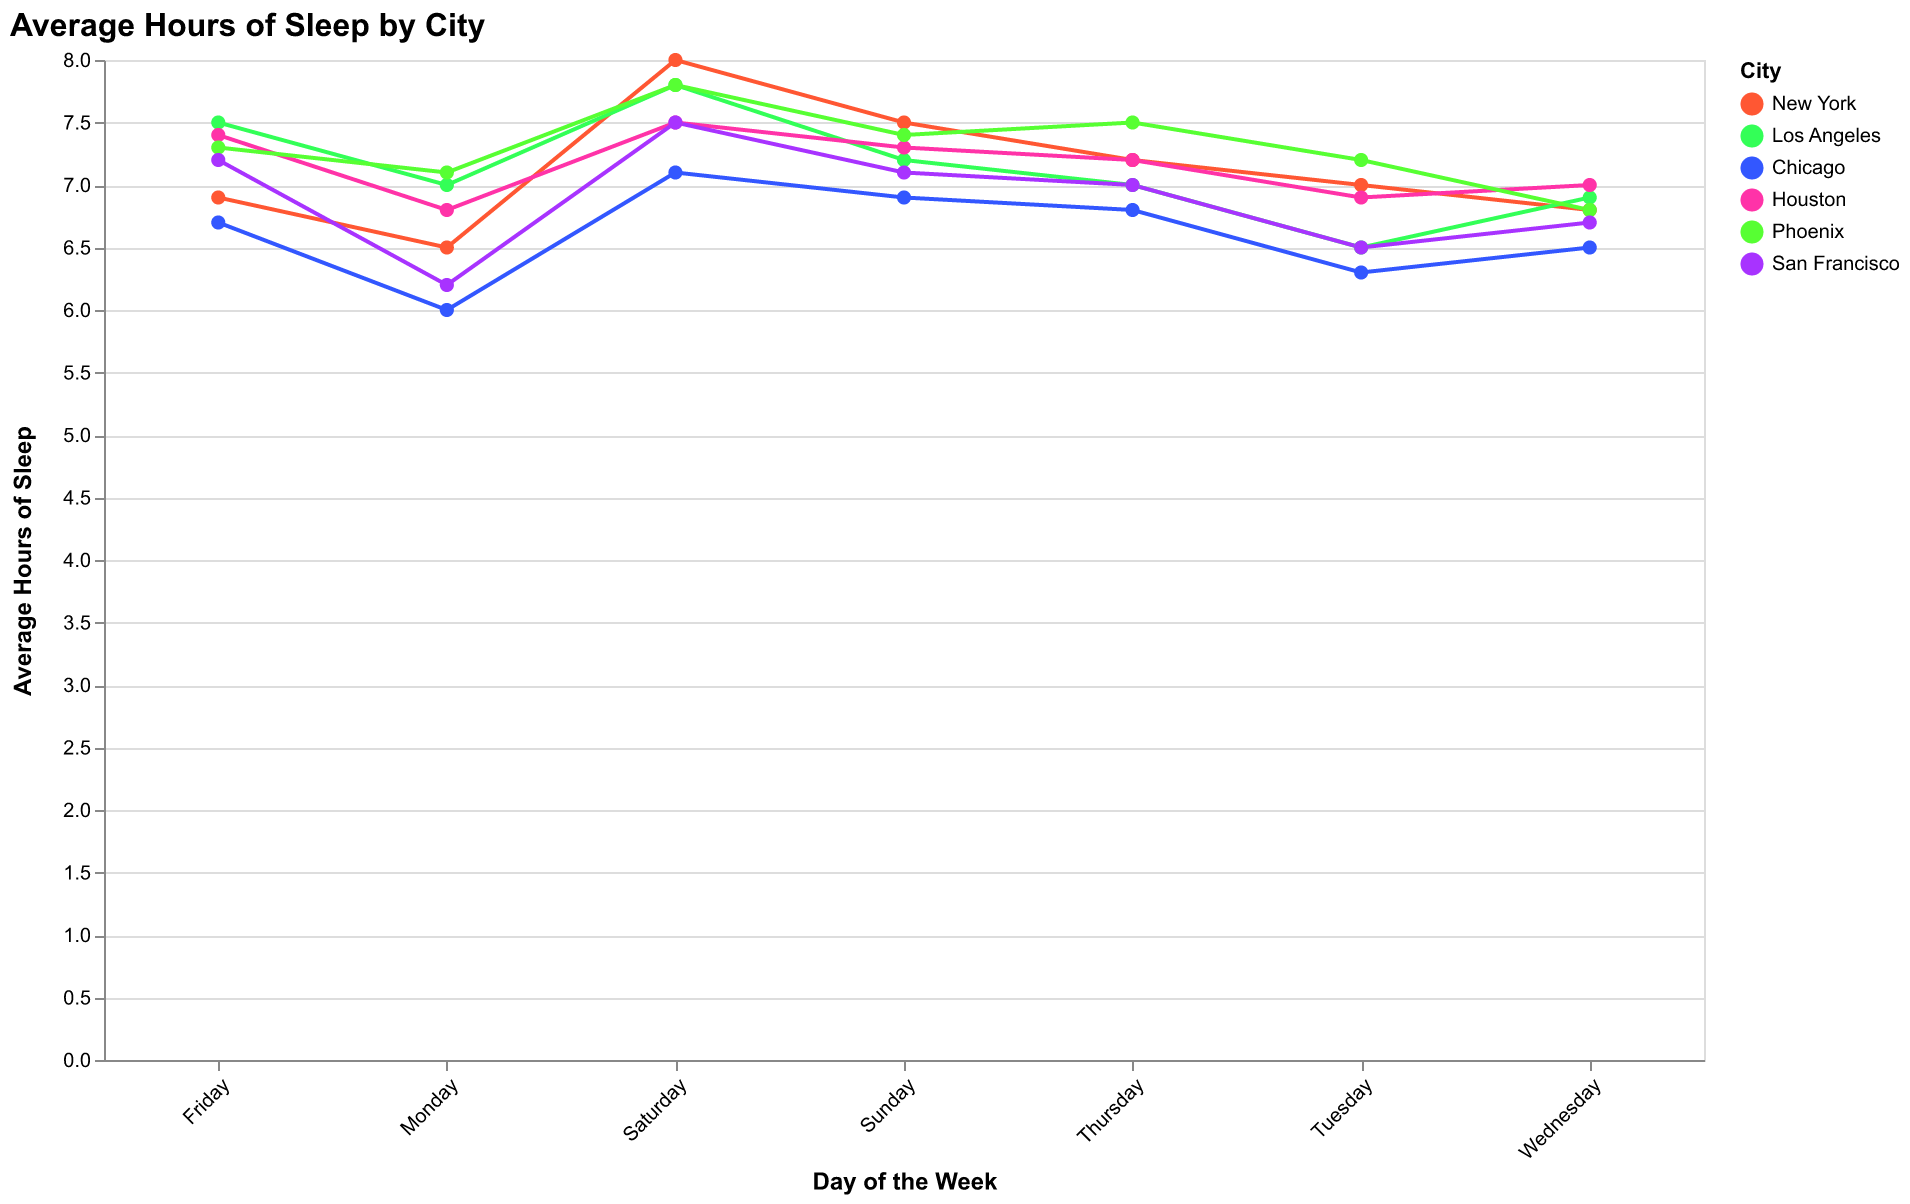 Average Hours of Sleep by City
8.0
7.5
7.0
6.5
6.0
5.5
5.0
4.5
4.0
3.5
3.0
2.5
2.0
1.5
1.0
0.5
0.0
Average Hours of Sleep
Friday
Monday
Saturday
Sunday
Thursday
Tuesday
Wednesday
Day of the Week
City
New York
Los Angeles
Chicago
Houston
Phoenix
San Francisco